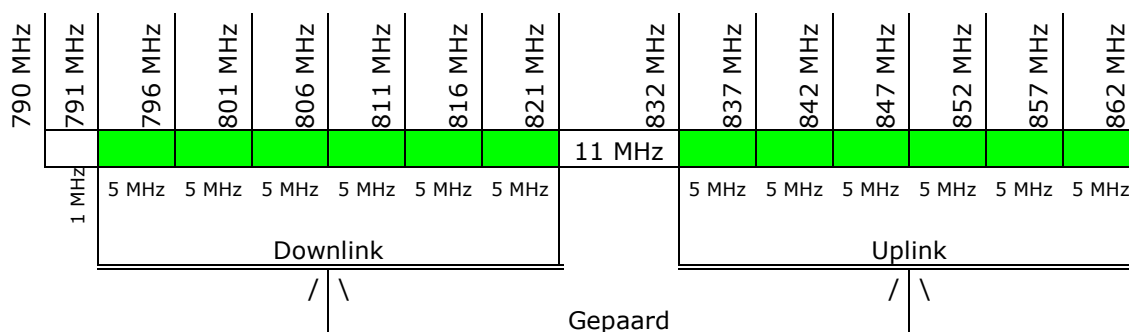 790 MHz
791 MHz
796 MHz
801 MHz
806 MHz
811 MHz
816 MHz
821 MHz
832 MHz
837 MHz
842 MHz
847 MHz
852 MHz
857 MHz
862 MHz
11 MHz
1 MHz
5 MHz 5 MHz 5 MHz 5 MHz 5 MHz 5 MHz 5 MHz 5 MHz 5 MHz 5 MHz 5 MHz 5 MHz
Downlink Uplink
/ \ / \
Gepaard